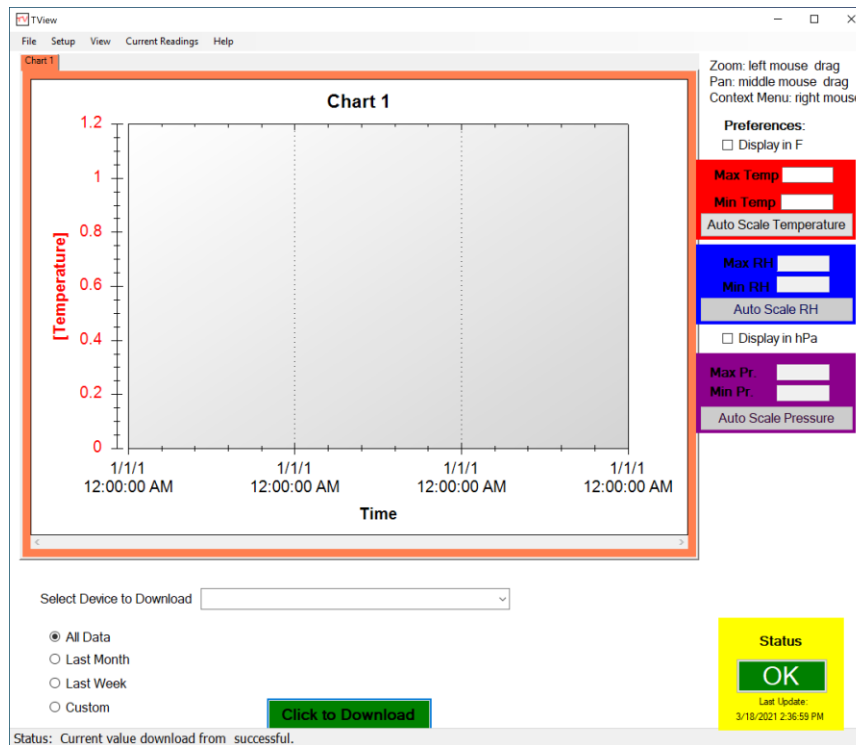 TView
File Setup View Current Readings Help
Chart 1
Zoom: left mouse drag
Pan: middle mouse drag
Context Menu: right mouse
Preferences:
Display in F
Max Temp
Min Temp
Auto Scale Temperature
Max RH
Min RH
Auto Scale RH
Display in hPa
Max Pr.
Min Pr.
Auto Scale Pressure
Chart 1
[Temperature]
1.2
1
0.8
0.6
0.4
0.2
0
1/1/1 1/1/1 1/1/1 1/1/1
12:00:00 AM 12:00:00 AM 12:00:00 AM 12:00:00 AM
Time
Select Device to Download
All Data
Last Month
Last Week
Custom
Click to Download
Status
OK
Last Update:
3/18/2021 2:36:59 PM
Status: Current value download from successful.